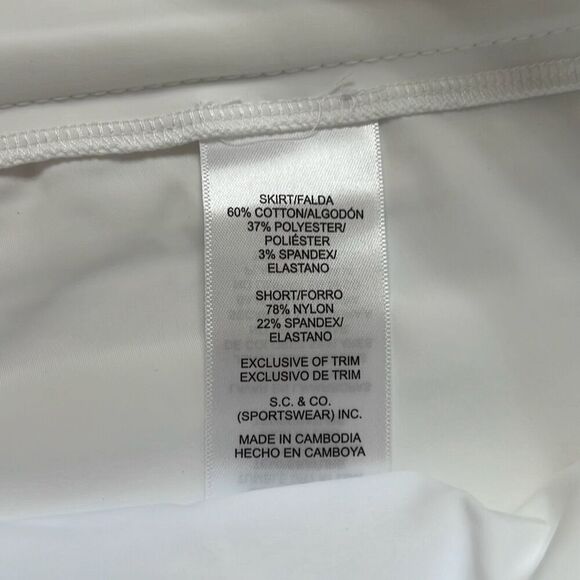 SKIRT/FALDA
60% COTTON/ALGODÓN
37% POLYESTER/
POLIÉSTER
3% SPANDEX/
ELASTANO
SHORT/FORRO
78% NYLON
22% SPANDEX/
ELASTANO
EXCLUSIVE OF TRIM
EXCLUSIVO DE TRIM
S.C. & CO.
(SPORTSWEAR) INC.
MADE IN CAMBODIA
HECHO EN CAMBOYA